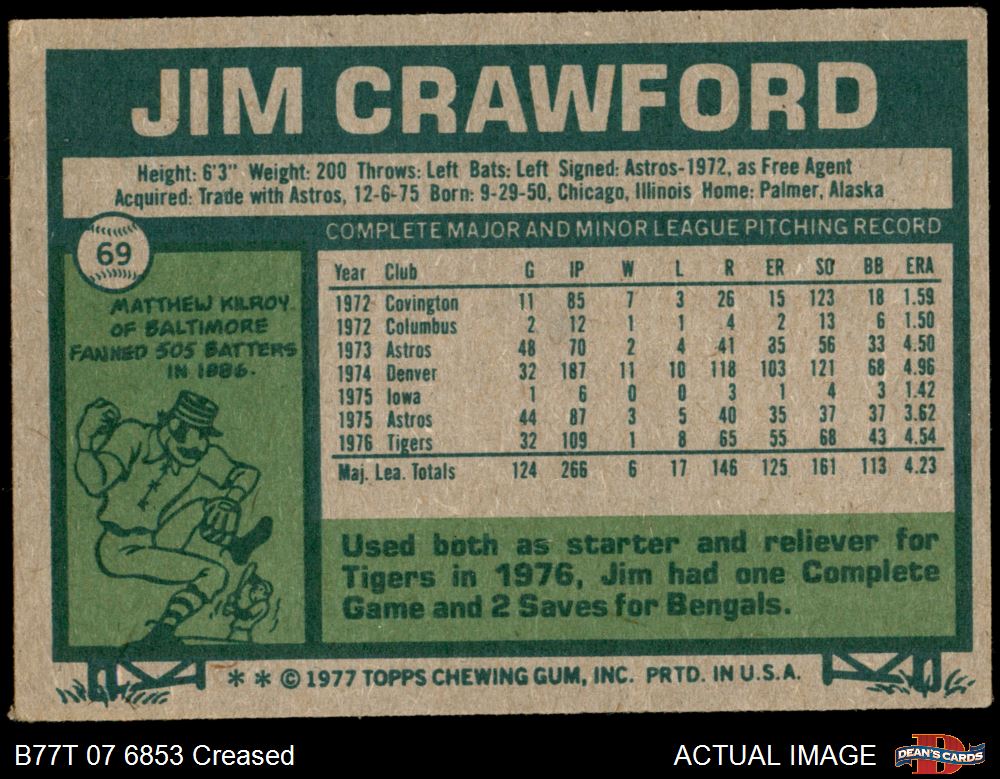 JIM CRAWFORD
Height: 6'3" Weight: 200 Throws: Left Bats: Left Signed: Astros-1972, as Free Agent
Acquired: Trade with Astros, 12-6-75 Born: 9-29-50, Chicago, Illinois Home: Palmer, Alaska
69
MATTHEW KILROY
OF BALTIMORE
FANNED 505 BATTERS
IN 1886.
COMPLETE MAJOR AND MINOR LEAGUE PITCHING RECORD
Year Club G IP W L R ER SO BB ERA
1972 Covington 11 85 7 3 26 15 123 18 1.59
1972 Columbus 2 12 1 1 4 2 13 6 1.50
1973 Astros 48 70 2 4 41 35 56 33 4.50
1974 Denver 32 187 11 10 118 103 121 68 4.96
1975 Iowa 1 6 0 0 3 1 4 3 1.42
1975 Astros 44 87 3 5 40 35 37 37 3.62
1976 Tigers 32 109 1 8 65 55 68 43 4.54
Maj. Lea. Totals 124 266 6 17 146 125 161 113 4.23
Used both as starter and reliever for
Tigers in 1976, Jim had one Complete
Game and 2 Saves for Bengals.
* * © 1977 TOPPS CHEWING GUM, INC. PRTD. IN U.S.A.
B77T 07 6853 Creased
ACTUAL IMAGE
D
DEAN'S CARDS